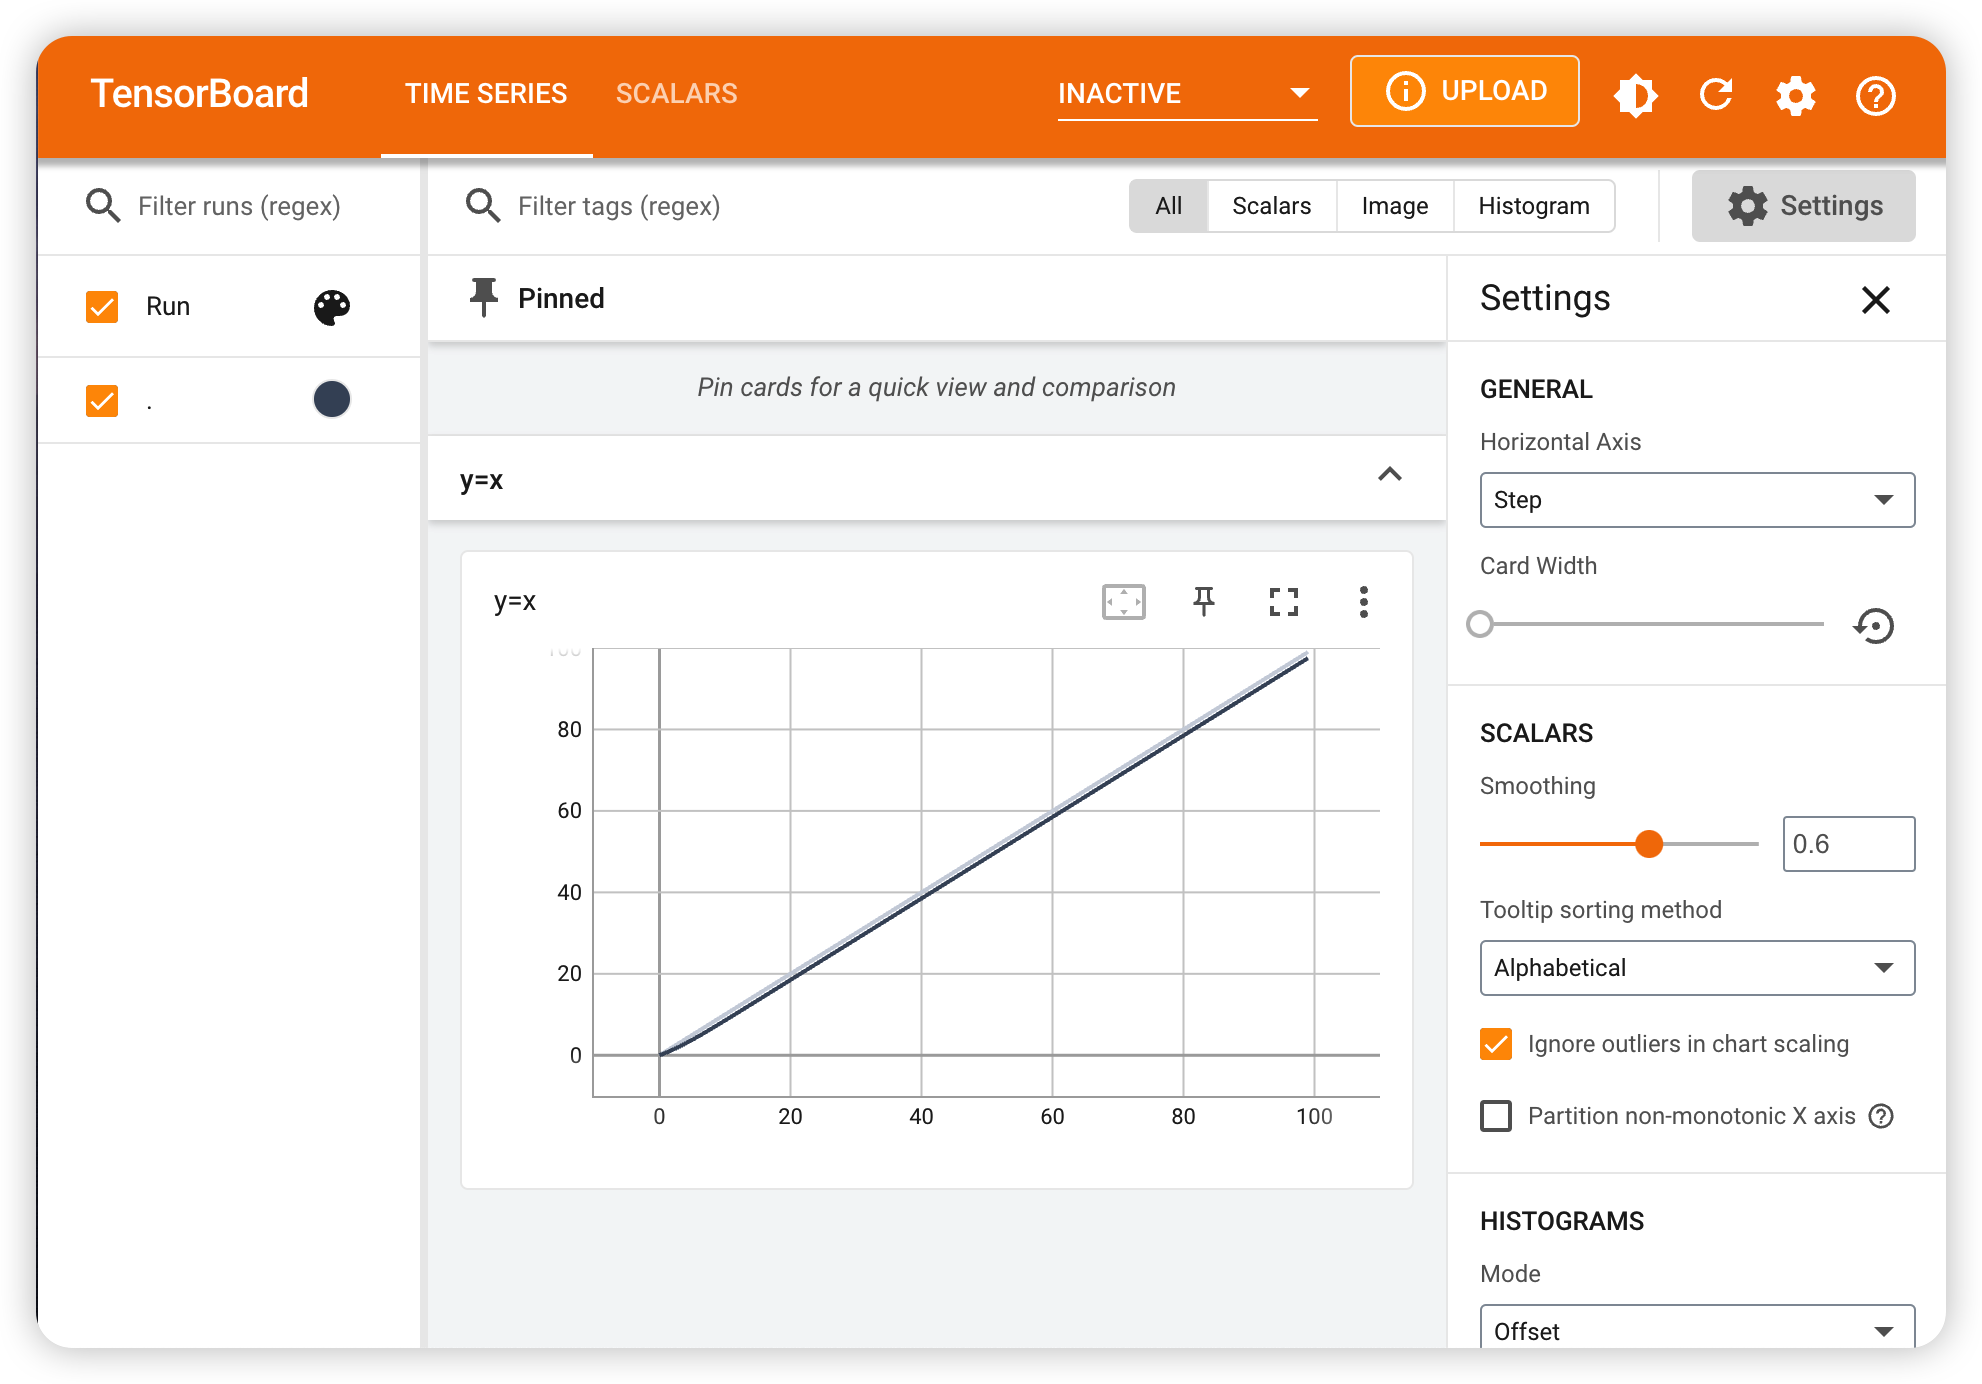 TensorBoard
TIME SERIES
SCALARS
INACTIVE
UPLOAD
Filter runs (regex)
Filter tags (regex)
All
Scalars
Image
Histogram
Settings
Run
.
Pinned
Pin cards for a quick view and comparison
y=x
y=x
100
80
60
40
20
0
0
20
40
60
80
100
Settings
GENERAL
Horizontal Axis
Step
Card Width
SCALARS
Smoothing
0.6
Tooltip sorting method
Alphabetical
Ignore outliers in chart scaling
Partition non-monotonic X axis
HISTOGRAMS
Mode
Offset